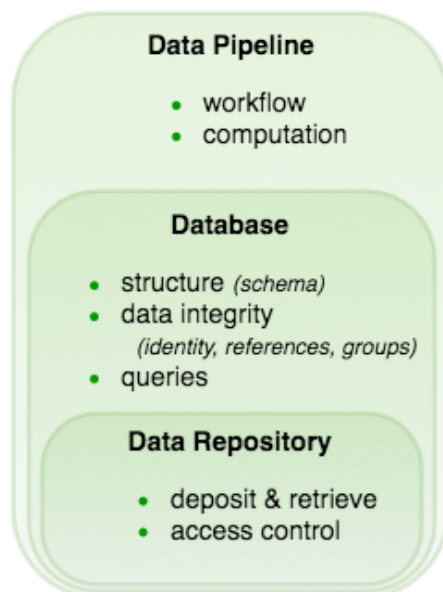 Data Pipeline
• workflow
• computation
Database
• structure (schema)
• data integrity
(identity, references, groups)
• queries
Data Repository
• deposit & retrieve
• access control